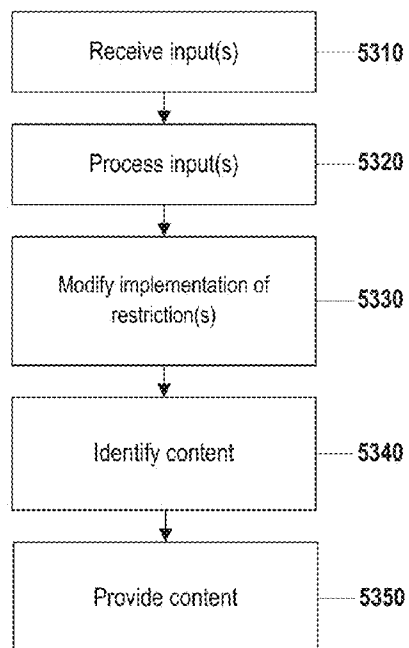 Receive input(s) 5310
Process input(s) 5320
Modify implementation of
restriction(s) 5330
Identify content 5340
Provide content 5350